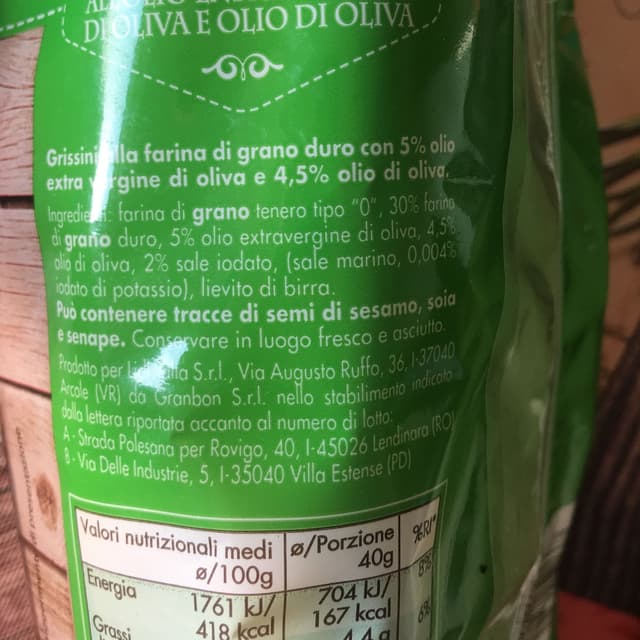 DI OLIVA E OLIO DI OLIVA
Grissini alla farina di grano duro con 5% olio
extra vergine di oliva e 4,5% olio di oliva.
Ingredienti: farina di grano tenero tipo "0", 30% farina
di grano duro, 5% olio extravergine di oliva, 4,5%
olio di oliva, 2% sale iodato, (sale marino, 0,004%
iodato di potassio), lievito di birra.
Può contenere tracce di semi di sesamo, soia
e senape. Conservare in luogo fresco e asciutto.
Prodotto per S.r.l., Via Augusto Ruffo, 36, I-37040
Arcole (VR) da Granbon S.r.l. nello stabilimento indicato
dalla lettera riportata accanto al numero di lotto:
A - Strada Polesana per Rovigo, 40, I-45026 Lendinara (RO)
B - Via Delle Industrie, 5, I-35040 Villa Estense (PD)
Valori nutrizionali medi ø/Porzione %RI*
ø/100g 40g
Energia 1761 kJ/ 704 kJ/ 8%
418 kcal 167 kcal
Grassi 4,4 g 6%